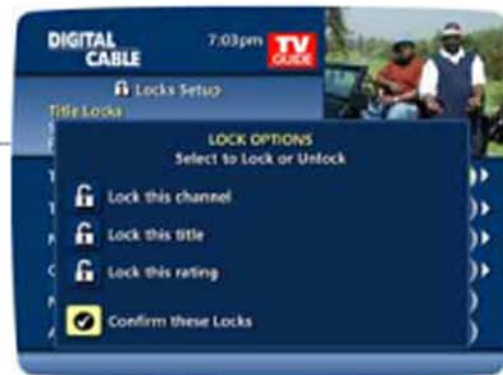 DIGITAL
CABLE
7:03pm
TV
GUIDE
Locks Setup
Title Locks
LOCK OPTIONS
Select to Lock or Unlock
Lock this channel
Lock this title
Lock this rating
Confirm these Locks